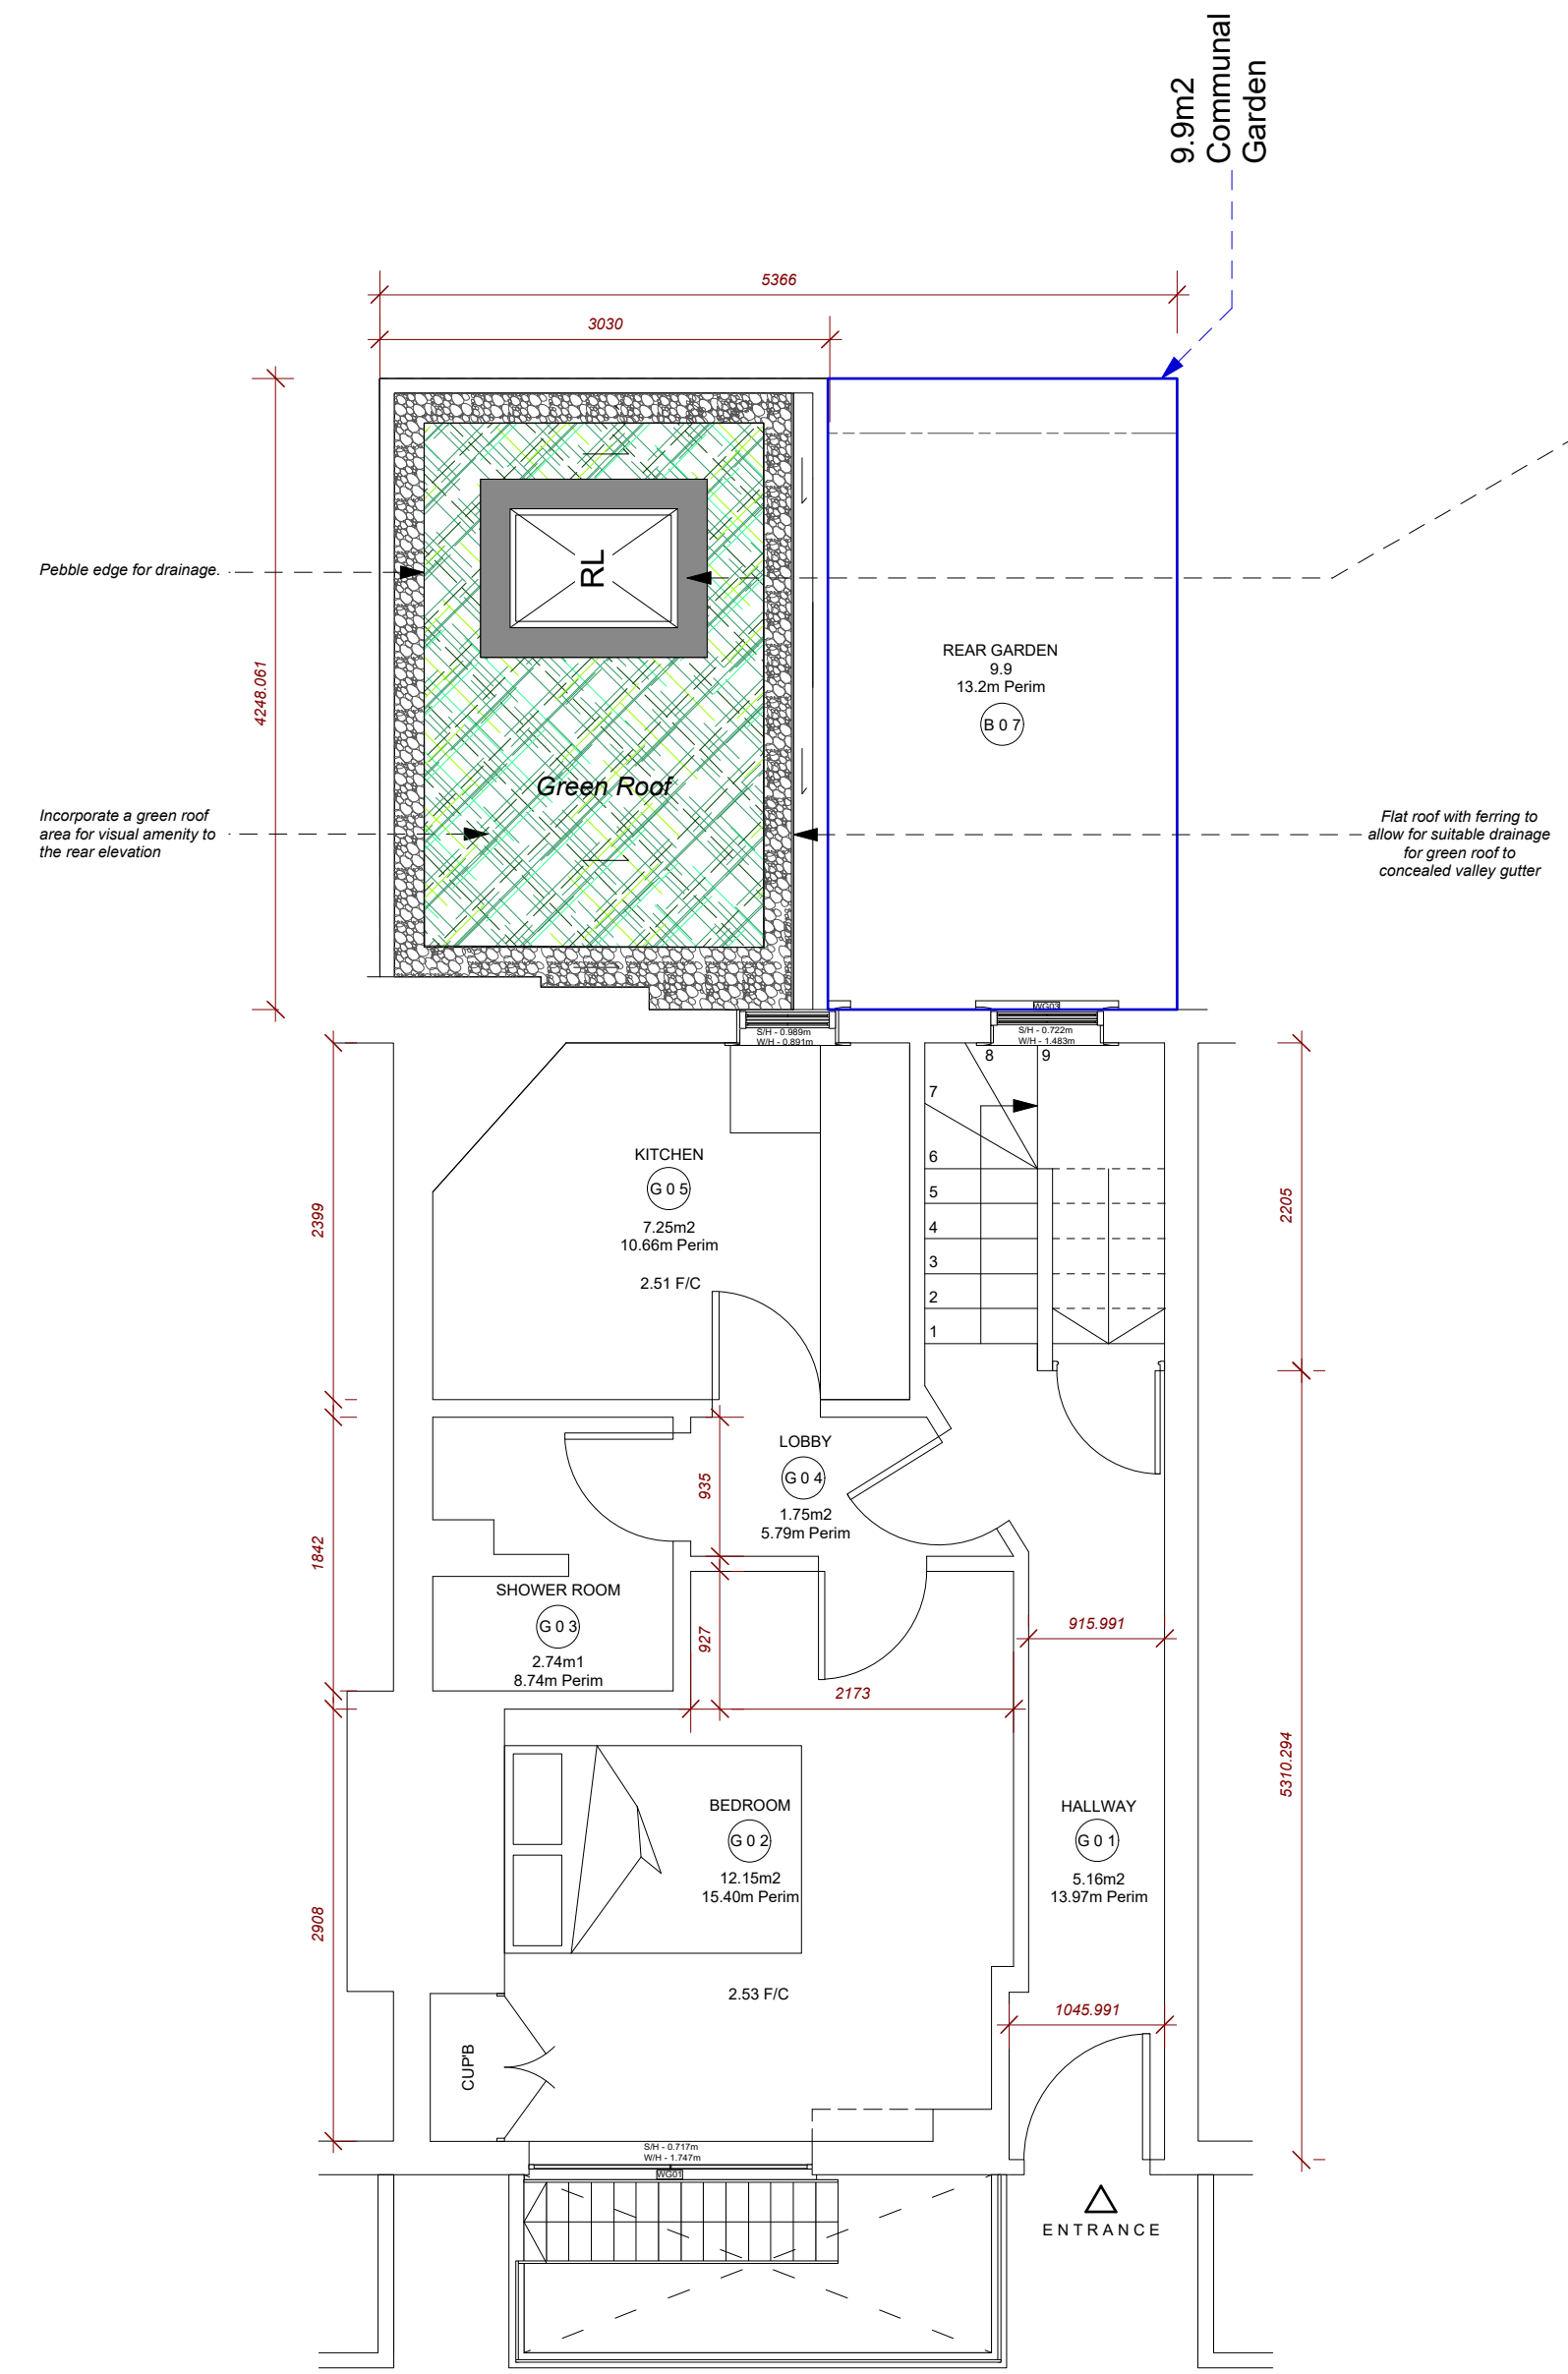 9.9m2
Communal
Garden
5366
3030
4248.061
Pebble edge for drainage.
RL
REAR GARDEN
9.9
13.2m Perim
B 0 7
Green Roof
Incorporate a green roof
area for visual amenity to
the rear elevation
Flat roof with ferring to
allow for suitable drainage
for green roof to
concealed valley gutter
WG03
S/H - 0.989m
W/H - 0.891m
S/H - 0.722m
W/H - 1.483m
8
9
7
6
5
4
3
2
1
KITCHEN
G 0 5
7.25m2
10.66m Perim
2.51 F/C
2399
2205
LOBBY
G 0 4
1.75m2
5.79m Perim
935
1842
SHOWER ROOM
G 0 3
2.74m1
8.74m Perim
927
915.991
2173
5310.294
BEDROOM
G 0 2
12.15m2
15.40m Perim
2.53 F/C
HALLWAY
G 0 1
5.16m2
13.97m Perim
2908
1045.991
CUP'B
S/H - 0.717m
W/H - 1.747m
WG01
ENTRANCE